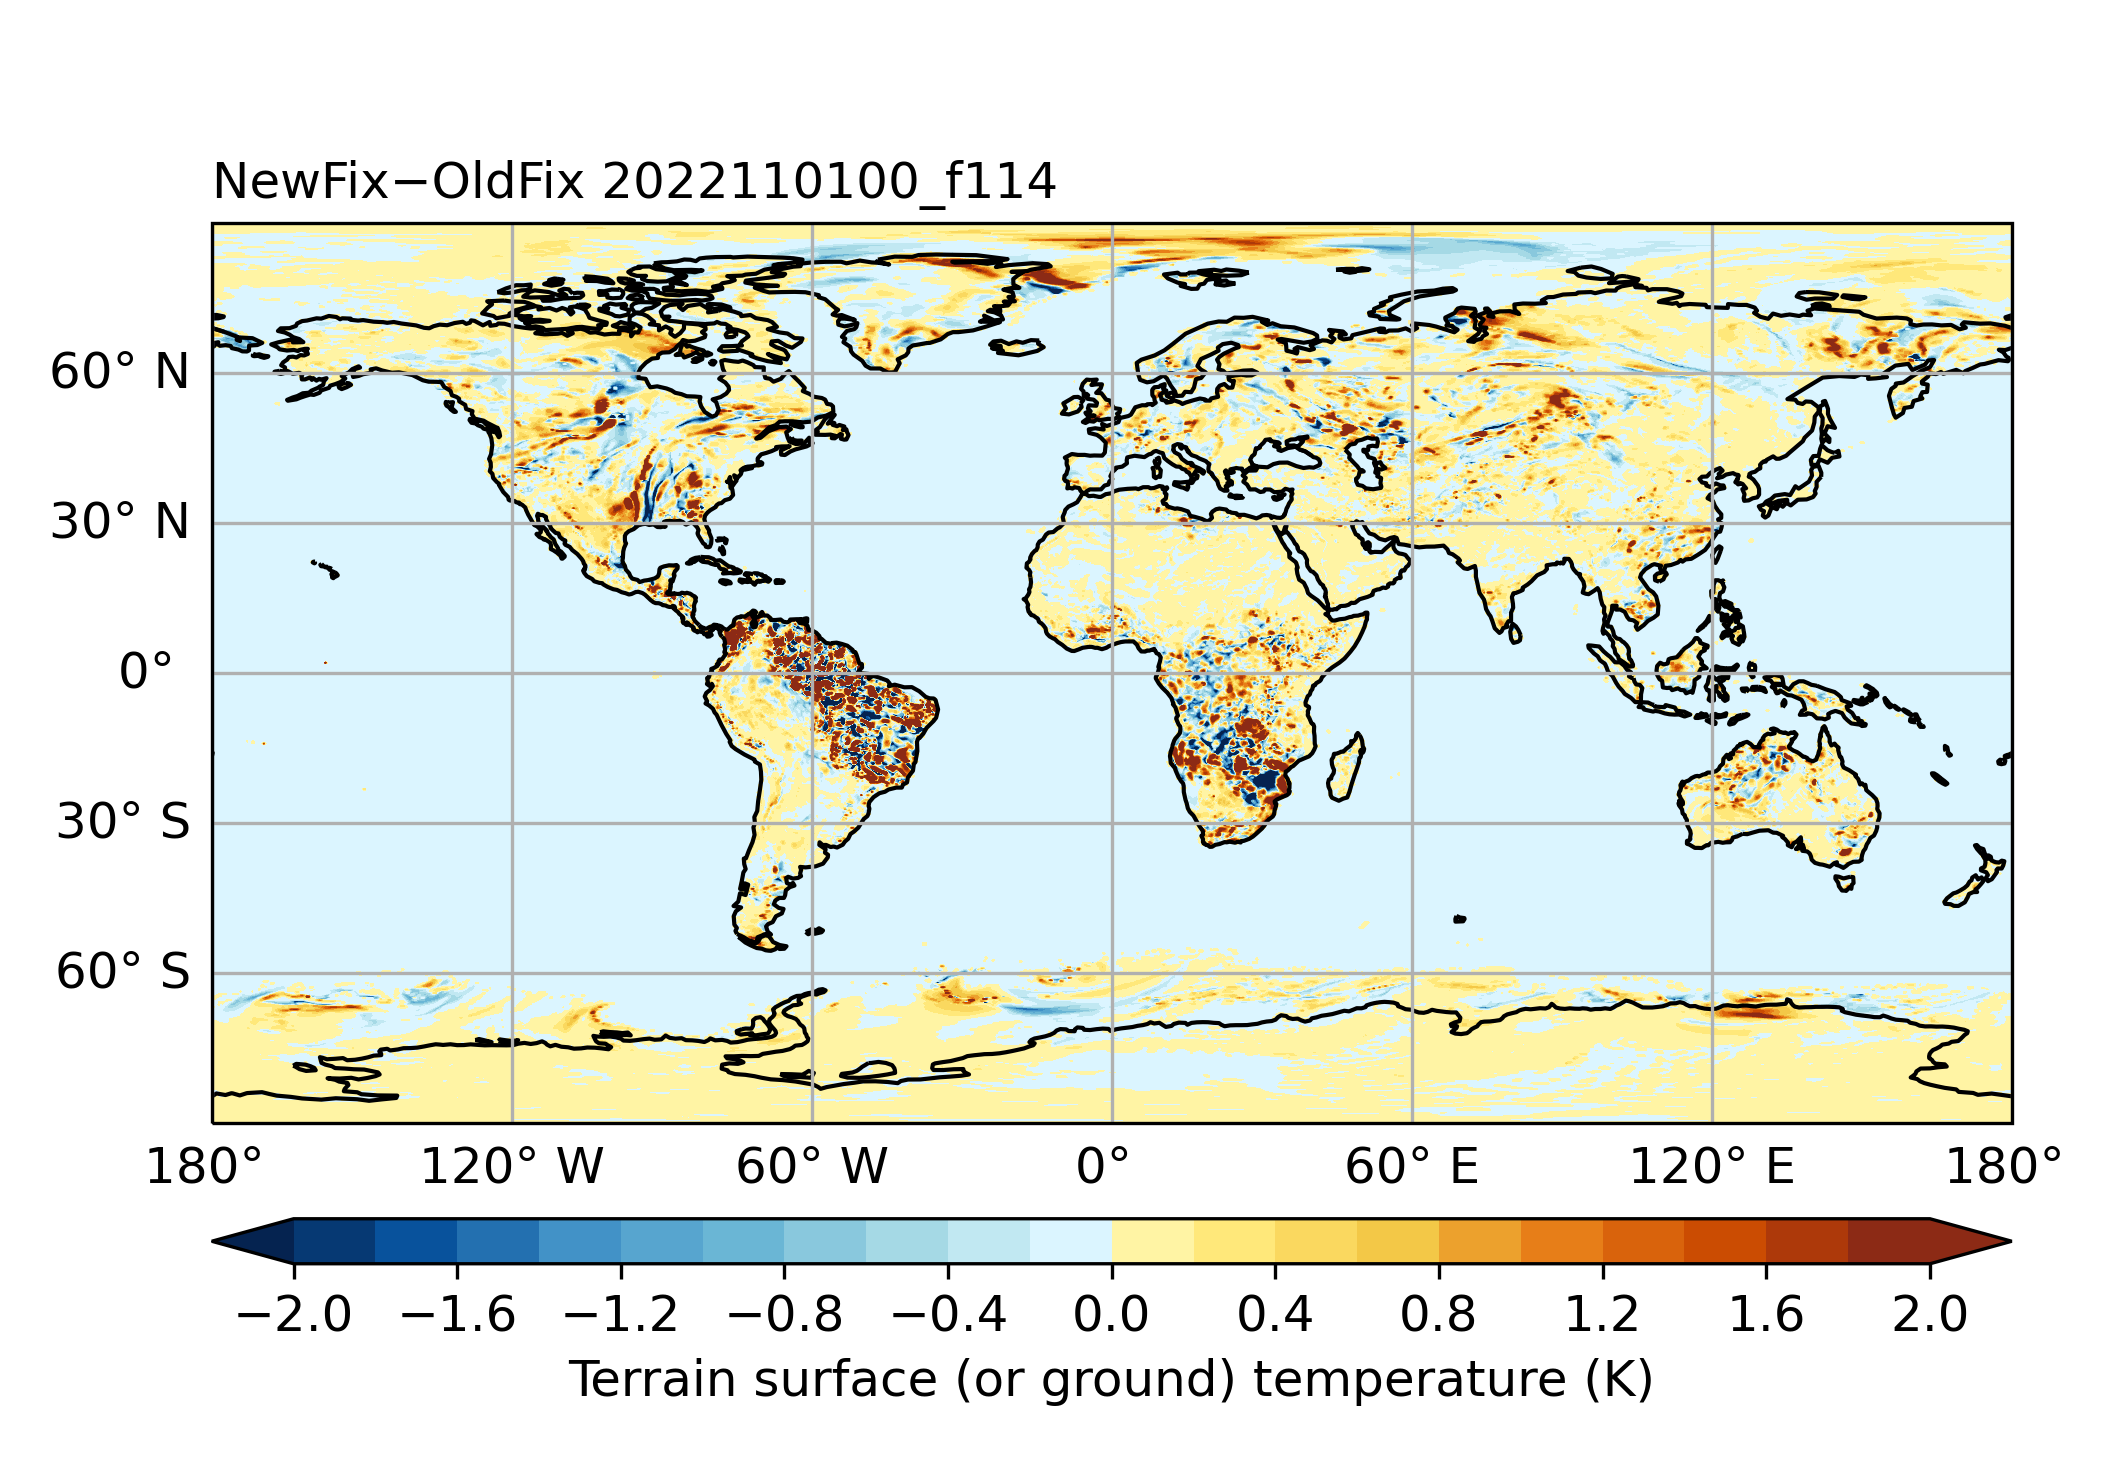 NewFix−OldFix 2022110100_f114
60° N
30° N
0°
30° S
60° S
180° 120° W 60° W 0° 60° E 120° E 180°
−2.0 −1.6 −1.2 −0.8 −0.4 0.0 0.4 0.8 1.2 1.6 2.0
Terrain surface (or ground) temperature (K)